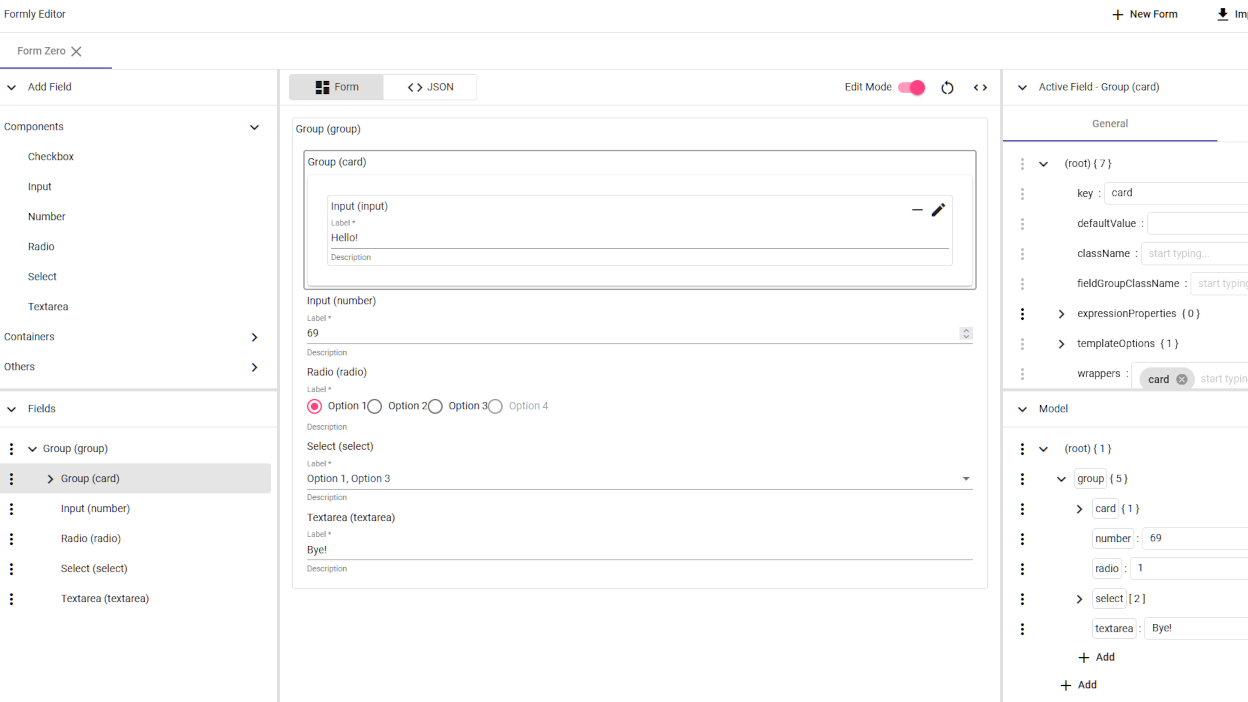 Formly Editor
New Form
Form Zero
Add Field
Components
Checkbox
Input
Number
Radio
Select
Textarea
Containers
Others
Fields
Group (group)
Group (card)
Input (number)
Radio (radio)
Select (select)
Textarea (textarea)
Form
JSON
Edit Mode
Group (group)
Group (card)
Input (input)
Label *
Hello!
Description
Input (number)
Label *
69
Description
Radio (radio)
Label *
Option 1 Option 2 Option 3 Option 4
Description
Select (select)
Label *
Option 1, Option 3
Description
Textarea (textarea)
Label *
Bye!
Description
Active Field - Group (card)
General
(root) { 7 }
key : card
defaultValue :
className : start typing...
fieldGroupClassName : start typing
expressionProperties { 0 }
templateOptions { 1 }
wrappers : card start typin
Model
(root) { 1 }
group { 5 }
card { 1 }
number : 69
radio : 1
select [ 2 ]
textarea : Bye!
Add
Add